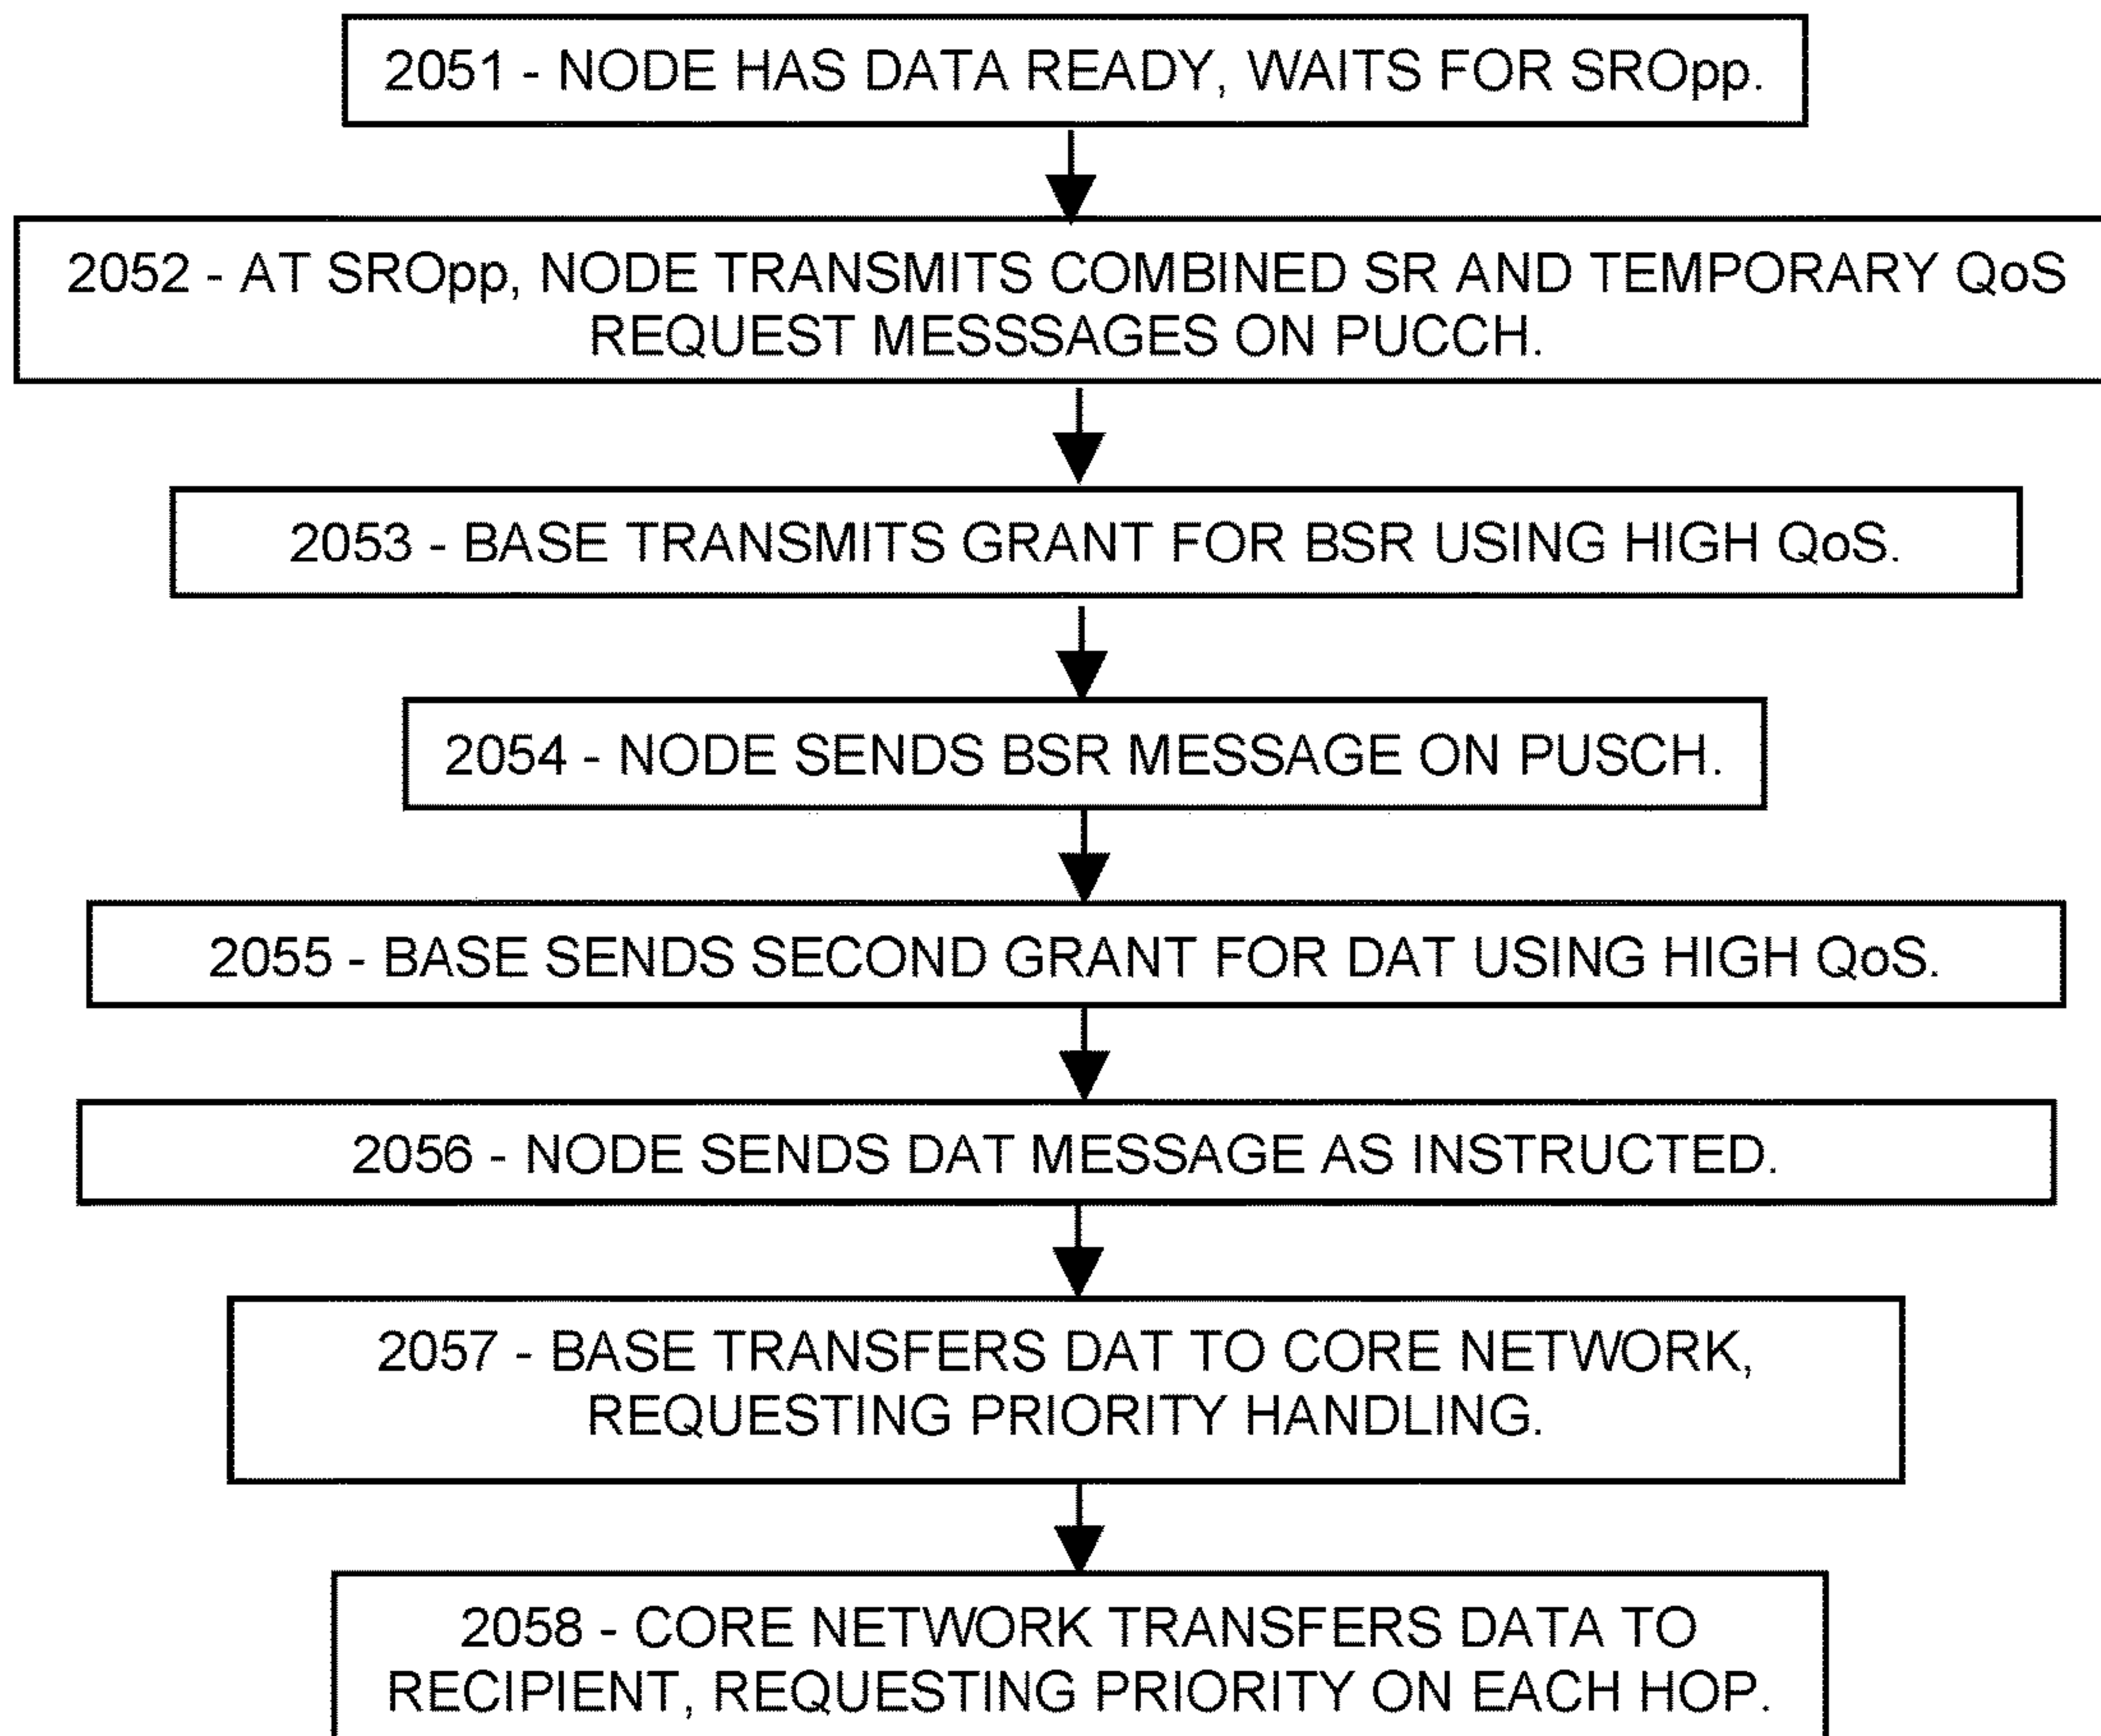 2051 - NODE HAS DATA READY, WAITS FOR SROpp.
2052 - AT SROpp, NODE TRANSMITS COMBINED SR AND TEMPORARY QoS
REQUEST MESSSAGES ON PUCCH.
2053 - BASE TRANSMITS GRANT FOR BSR USING HIGH QoS.
2054 - NODE SENDS BSR MESSAGE ON PUSCH.
2055 - BASE SENDS SECOND GRANT FOR DAT USING HIGH QoS.
2056 - NODE SENDS DAT MESSAGE AS INSTRUCTED.
2057 - BASE TRANSFERS DAT TO CORE NETWORK,
REQUESTING PRIORITY HANDLING.
2058 - CORE NETWORK TRANSFERS DATA TO
RECIPIENT, REQUESTING PRIORITY ON EACH HOP.